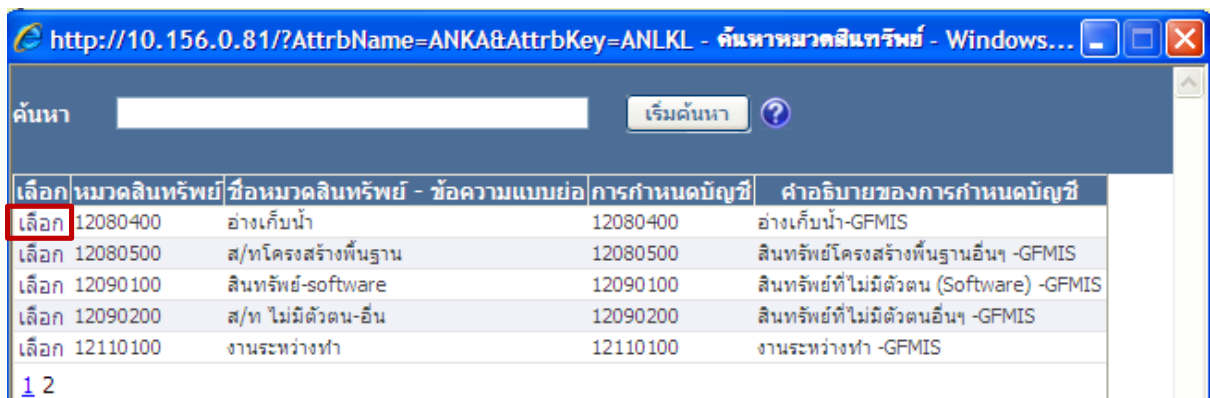 http://10.156.0.81/?AttrbName=ANKA&AttrbKey=ANLKL - ค้นหาหมวดสินทรัพย์ - Windows...
ค้นหา เริ่มค้นหา ?
เลือก หมวดสินทรัพย์ ชื่อหมวดสินทรัพย์ - ข้อความแบบย่อ การกำหนดบัญชี คำอธิบายของการกำหนดบัญชี
เลือก 12080400 อ่างเก็บน้ำ 12080400 อ่างเก็บน้ำ-GFMIS
เลือก 12080500 ส/ทโครงสร้างพื้นฐาน 12080500 สินทรัพย์โครงสร้างพื้นฐานอื่นๆ -GFMIS
เลือก 12090100 สินทรัพย์-software 12090100 สินทรัพย์ที่ไม่มีตัวตน (Software) -GFMIS
เลือก 12090200 ส/ท ไม่มีตัวตน-อื่น 12090200 สินทรัพย์ที่ไม่มีตัวตนอื่นๆ -GFMIS
เลือก 12110100 งานระหว่างทำ 12110100 งานระหว่างทำ -GFMIS
1 2